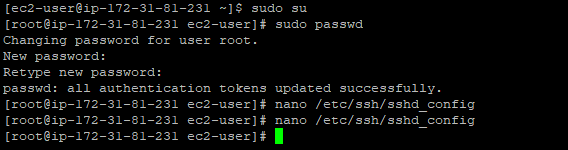 [ec2-user@ip-172-31-81-231 ~]$ sudo su
[root@ip-172-31-81-231 ec2-user]# sudo passwd
Changing password for user root.
New password:
Retype new password:
passwd: all authentication tokens updated successfully.
[root@ip-172-31-81-231 ec2-user]# nano /etc/ssh/sshd_config
[root@ip-172-31-81-231 ec2-user]# nano /etc/ssh/sshd_config
[root@ip-172-31-81-231 ec2-user]#